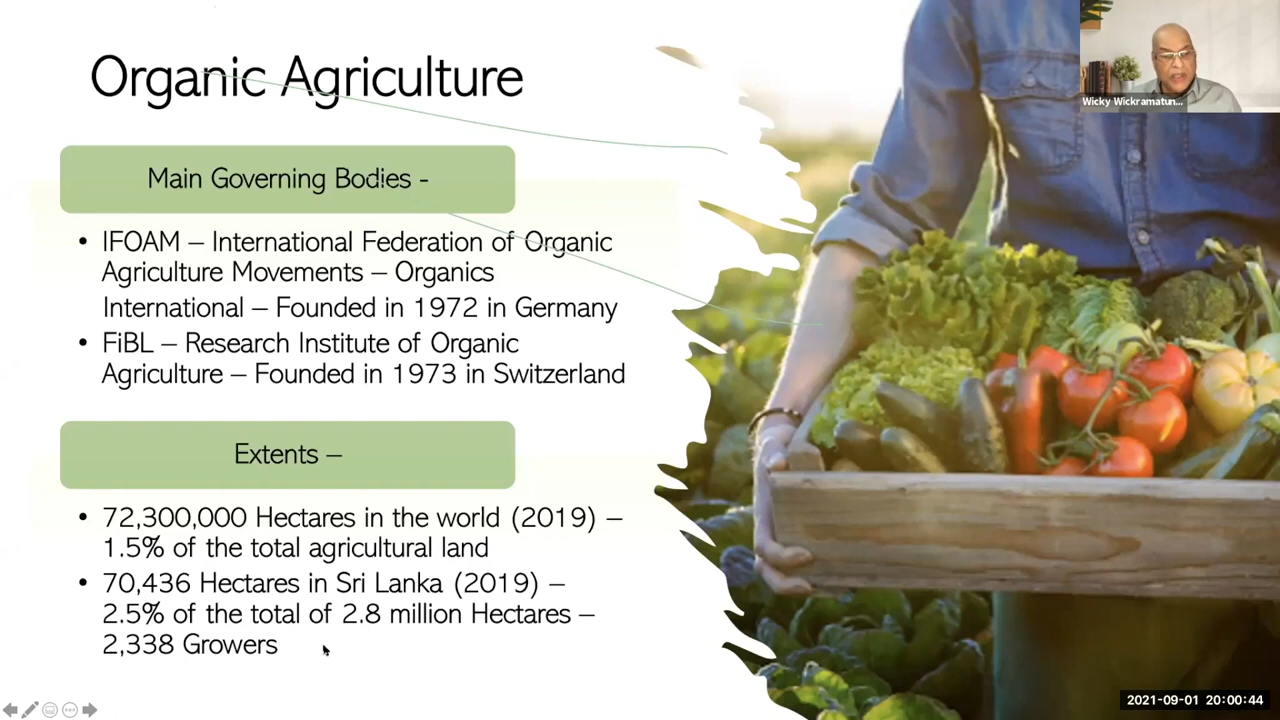 Organic Agriculture
Wicky Wickramatun...
Main Governing Bodies -
• IFOAM – International Federation of Organic
Agriculture Movements – Organics
International – Founded in 1972 in Germany
• FiBL – Research Institute of Organic
Agriculture – Founded in 1973 in Switzerland
Extents –
• 72,300,000 Hectares in the world (2019) –
1.5% of the total agricultural land
• 70,436 Hectares in Sri Lanka (2019) –
2.5% of the total of 2.8 million Hectares –
2,338 Growers
2021-09-01 20:00:44